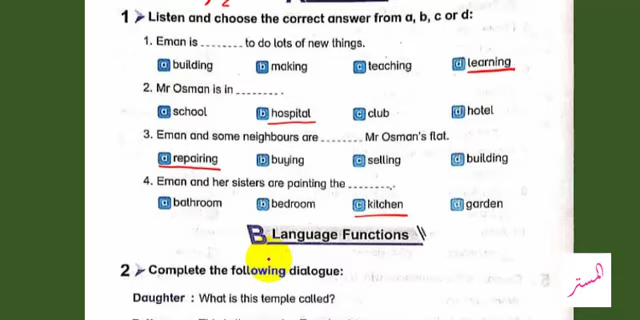 1 ➤ Listen and choose the correct answer from a, b, c or d:
1. Eman is ........ to do lots of new things.
a building b making c teaching d learning
2. Mr Osman is in .........
a school b hospital c club d hotel
3. Eman and some neighbours are ....... Mr Osman's flat.
a repairing b buying c selling d building
4. Eman and her sisters are painting the .........
a bathroom b bedroom c kitchen d garden
B Language Functions
2 ➤ Complete the following dialogue:
Daughter : What is this temple called?
المستر